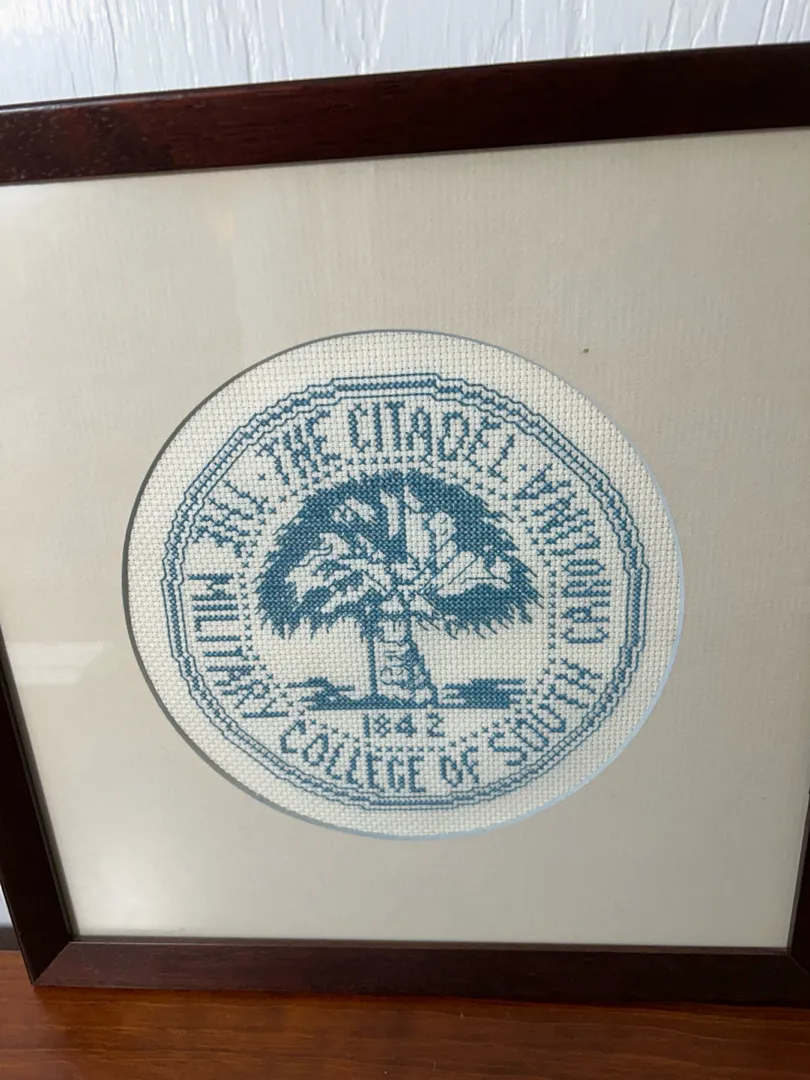 THE CITADEL ·
THE · MILITARY COLLEGE OF SOUTH CAROLINA
1842